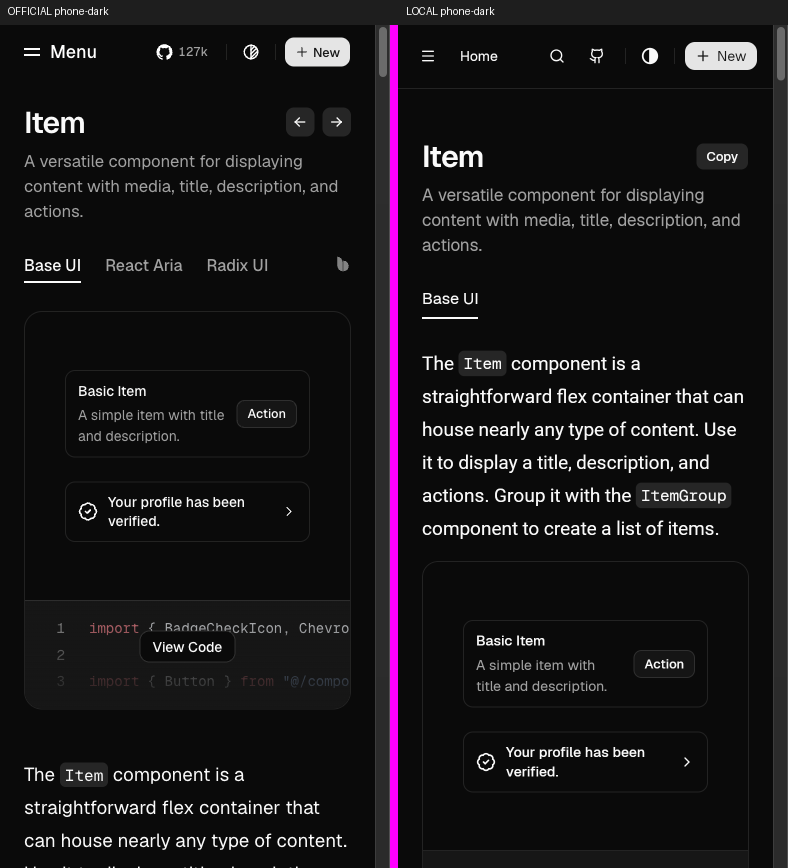 OFFICIAL phone-dark
Menu
127k
+ New
Item
A versatile component for displaying
content with media, title, description, and
actions.
Base UI
React Aria
Radix UI
Basic Item
A simple item with title
and description.
Action
Your profile has been
verified.
1 import { BadgeCheckIcon, Chevro
2
View Code
3 import { Button } from "@/compo
The Item component is a
straightforward flex container that
can house nearly any type of content.
LOCAL phone-dark
Home
+ New
Item
Copy
A versatile component for displaying
content with media, title, description, and
actions.
Base UI
The Item component is a
straightforward flex container that can
house nearly any type of content. Use
it to display a title, description, and
actions. Group it with the ItemGroup
component to create a list of items.
Basic Item
A simple item with
title and description.
Action
Your profile has been
verified.